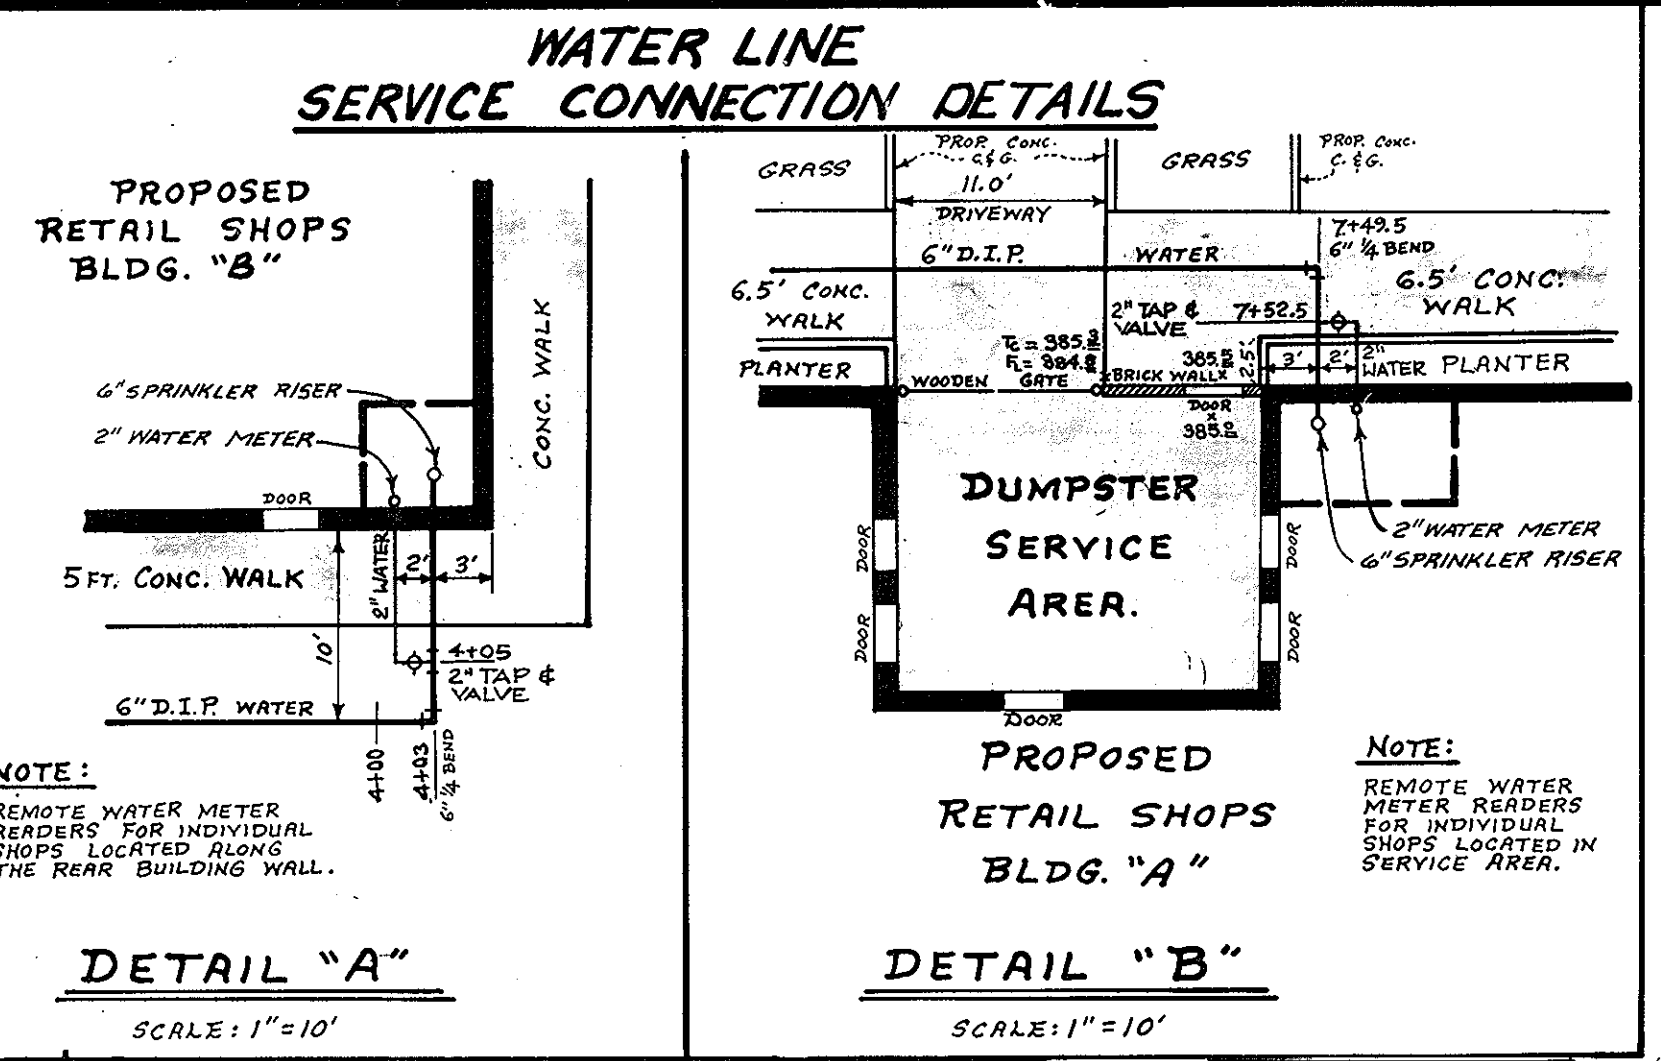 WATER LINE
SERVICE CONNECTION DETAILS
PROPOSED
RETAIL SHOPS
BLDG. "B"
CONC. WALK
6" SPRINKLER RISER
2" WATER METER
DOOR
5 FT. CONC. WALK
2" WATER
2'
3'
10'
4+05
2" TAP &
VALVE
6" D.I.P. WATER
4+00
4+03
6" 1/4 BEND
NOTE:
REMOTE WATER METER
READERS FOR INDIVIDUAL
SHOPS LOCATED ALONG
THE REAR BUILDING WALL.
DETAIL "A"
SCALE: 1"=10'
GRASS
PROP. CONC.
C. & G.
GRASS
PROP. CONC.
C. & G.
11.0'
DRIVEWAY
6" D.I.P. WATER
7+49.5
6" 1/4 BEND
6.5' CONC.
WALK
6.5' CONC.
WALK
2" TAP &
VALVE
7+52.5
PLANTER
WOODEN GATE
BRICK WALL
2.5'
3'
2'
2"
WATER
PLANTER
DOOR
DUMPSTER
SERVICE
AREA.
DOOR
DOOR
DOOR
DOOR
DOOR
2" WATER METER
6" SPRINKLER RISER
PROPOSED
RETAIL SHOPS
BLDG. "A"
NOTE:
REMOTE WATER
METER READERS
FOR INDIVIDUAL
SHOPS LOCATED IN
SERVICE AREA.
DETAIL "B"
SCALE: 1"=10'